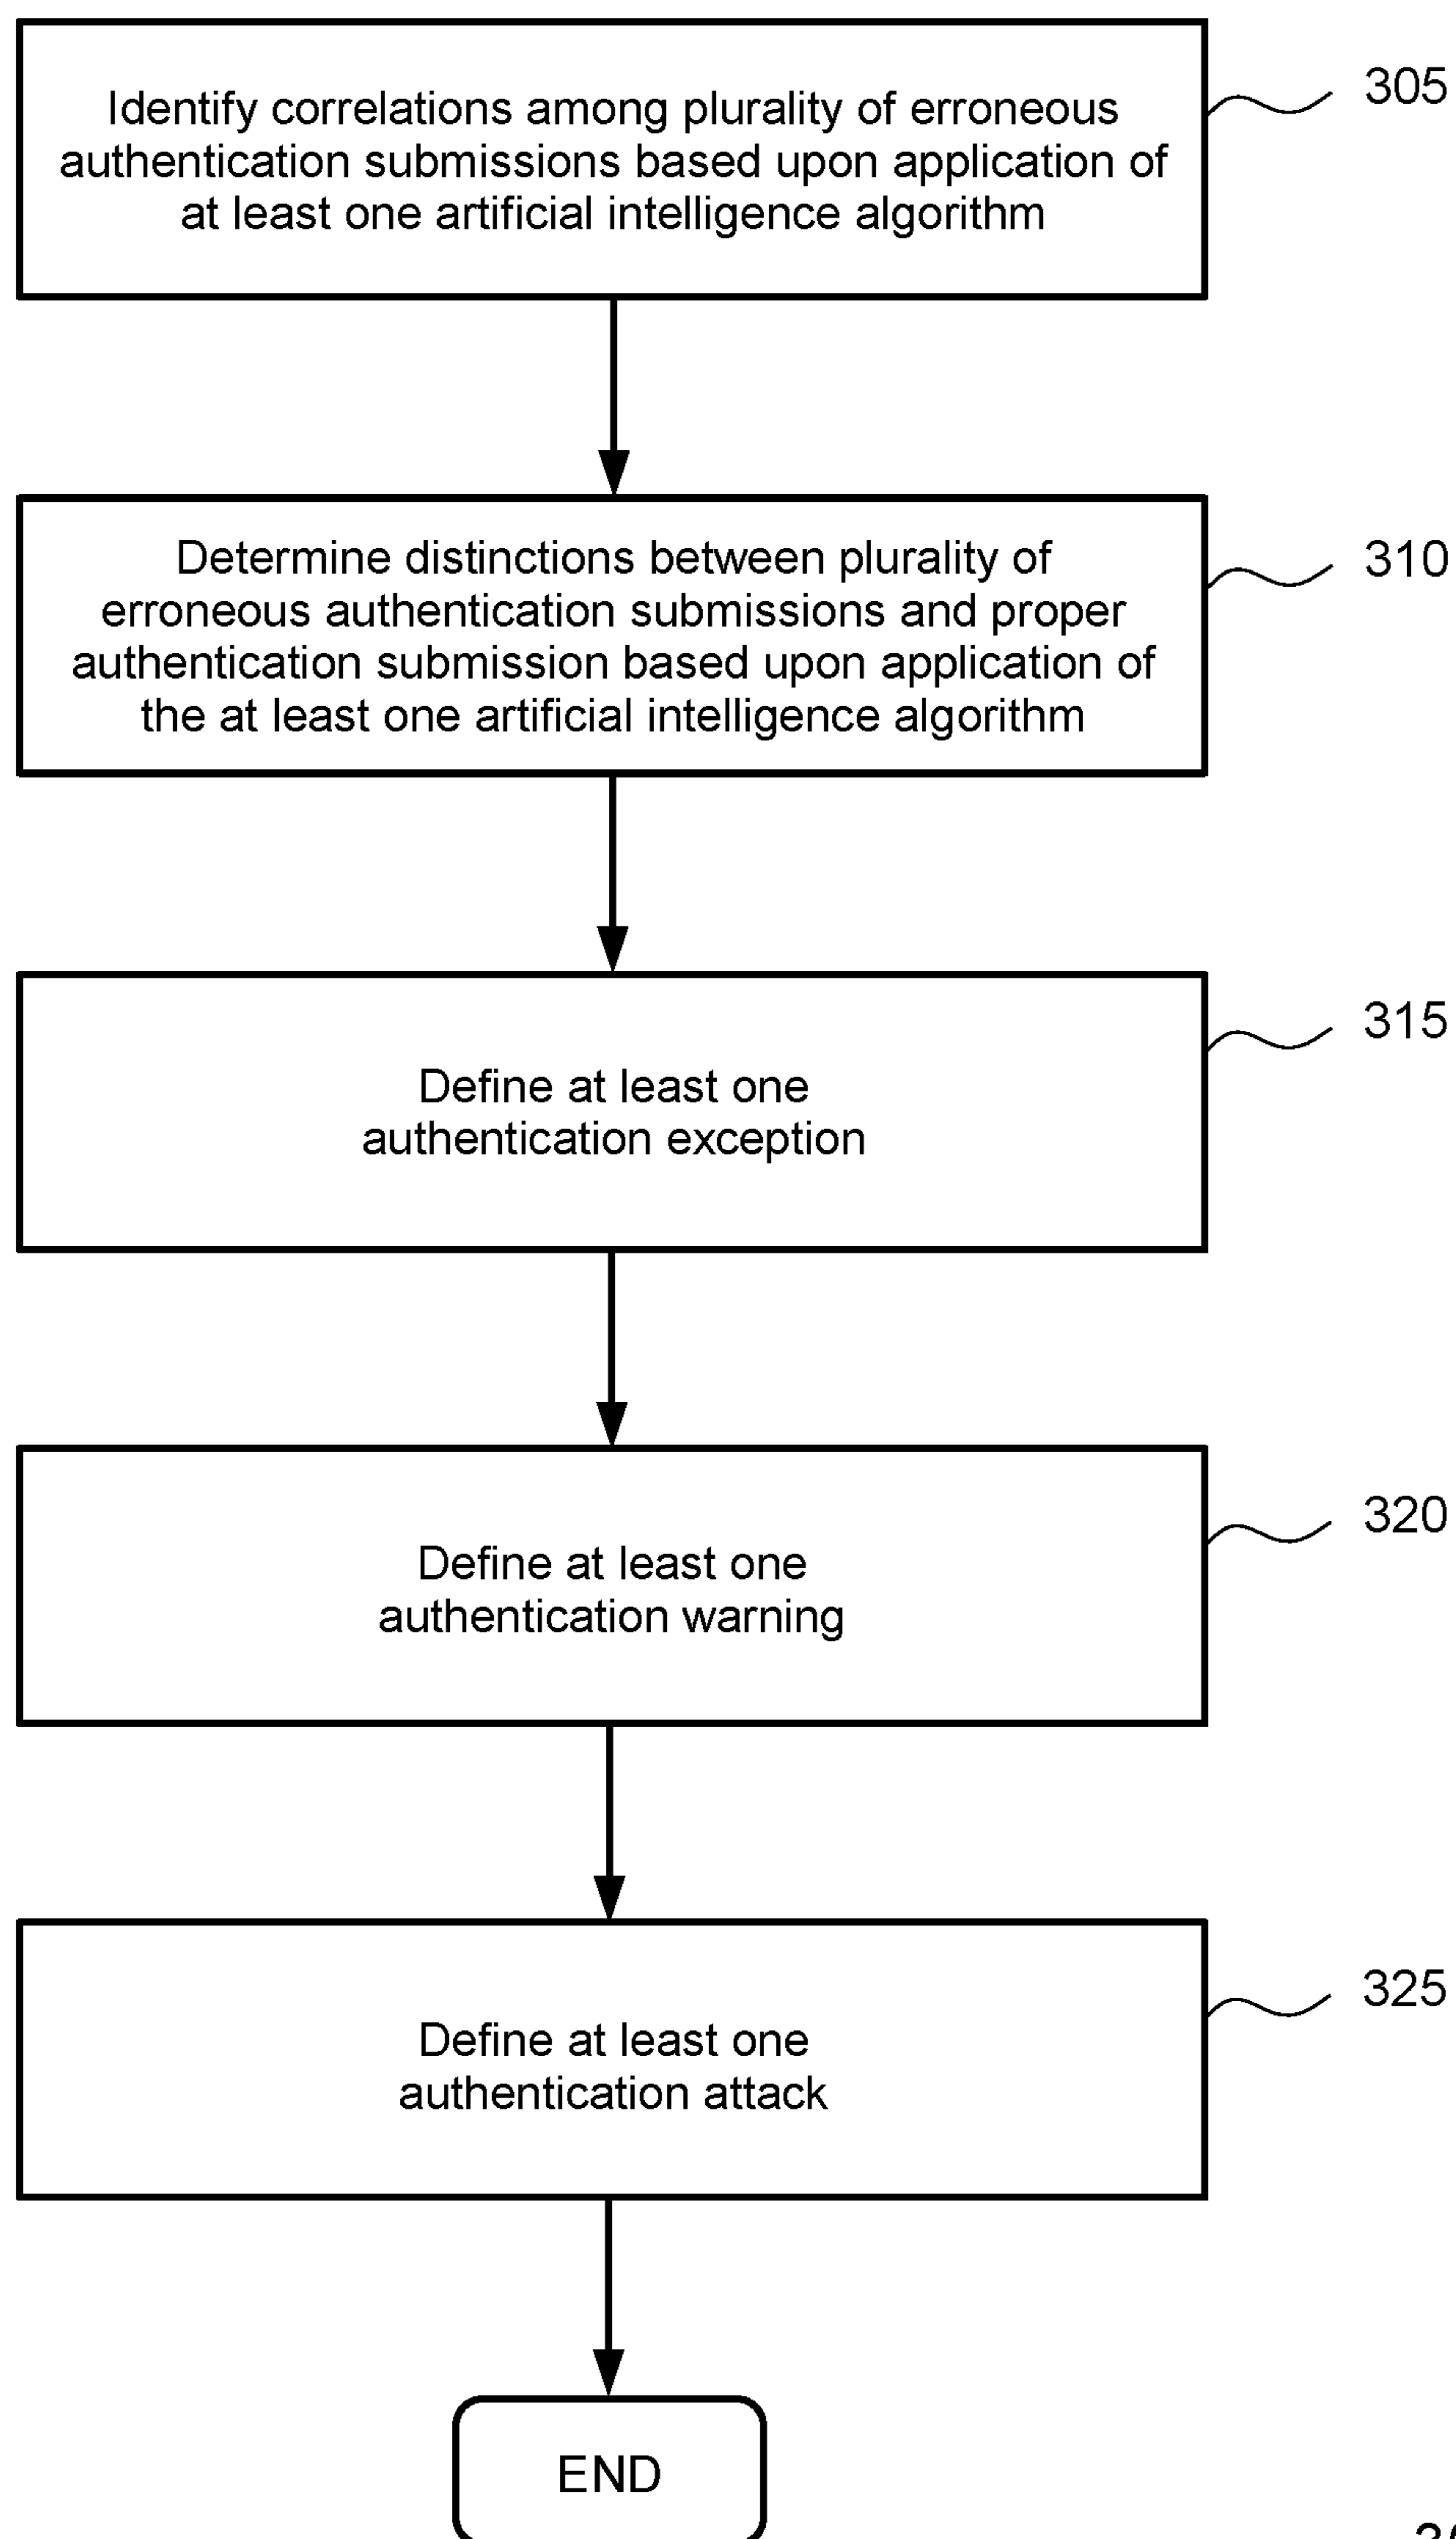 Identify correlations among plurality of erroneous
authentication submissions based upon application of
at least one artificial intelligence algorithm
305
Determine distinctions between plurality of
erroneous authentication submissions and proper
authentication submission based upon application of
the at least one artificial intelligence algorithm
310
Define at least one
authentication exception
315
Define at least one
authentication warning
320
Define at least one
authentication attack
325
END